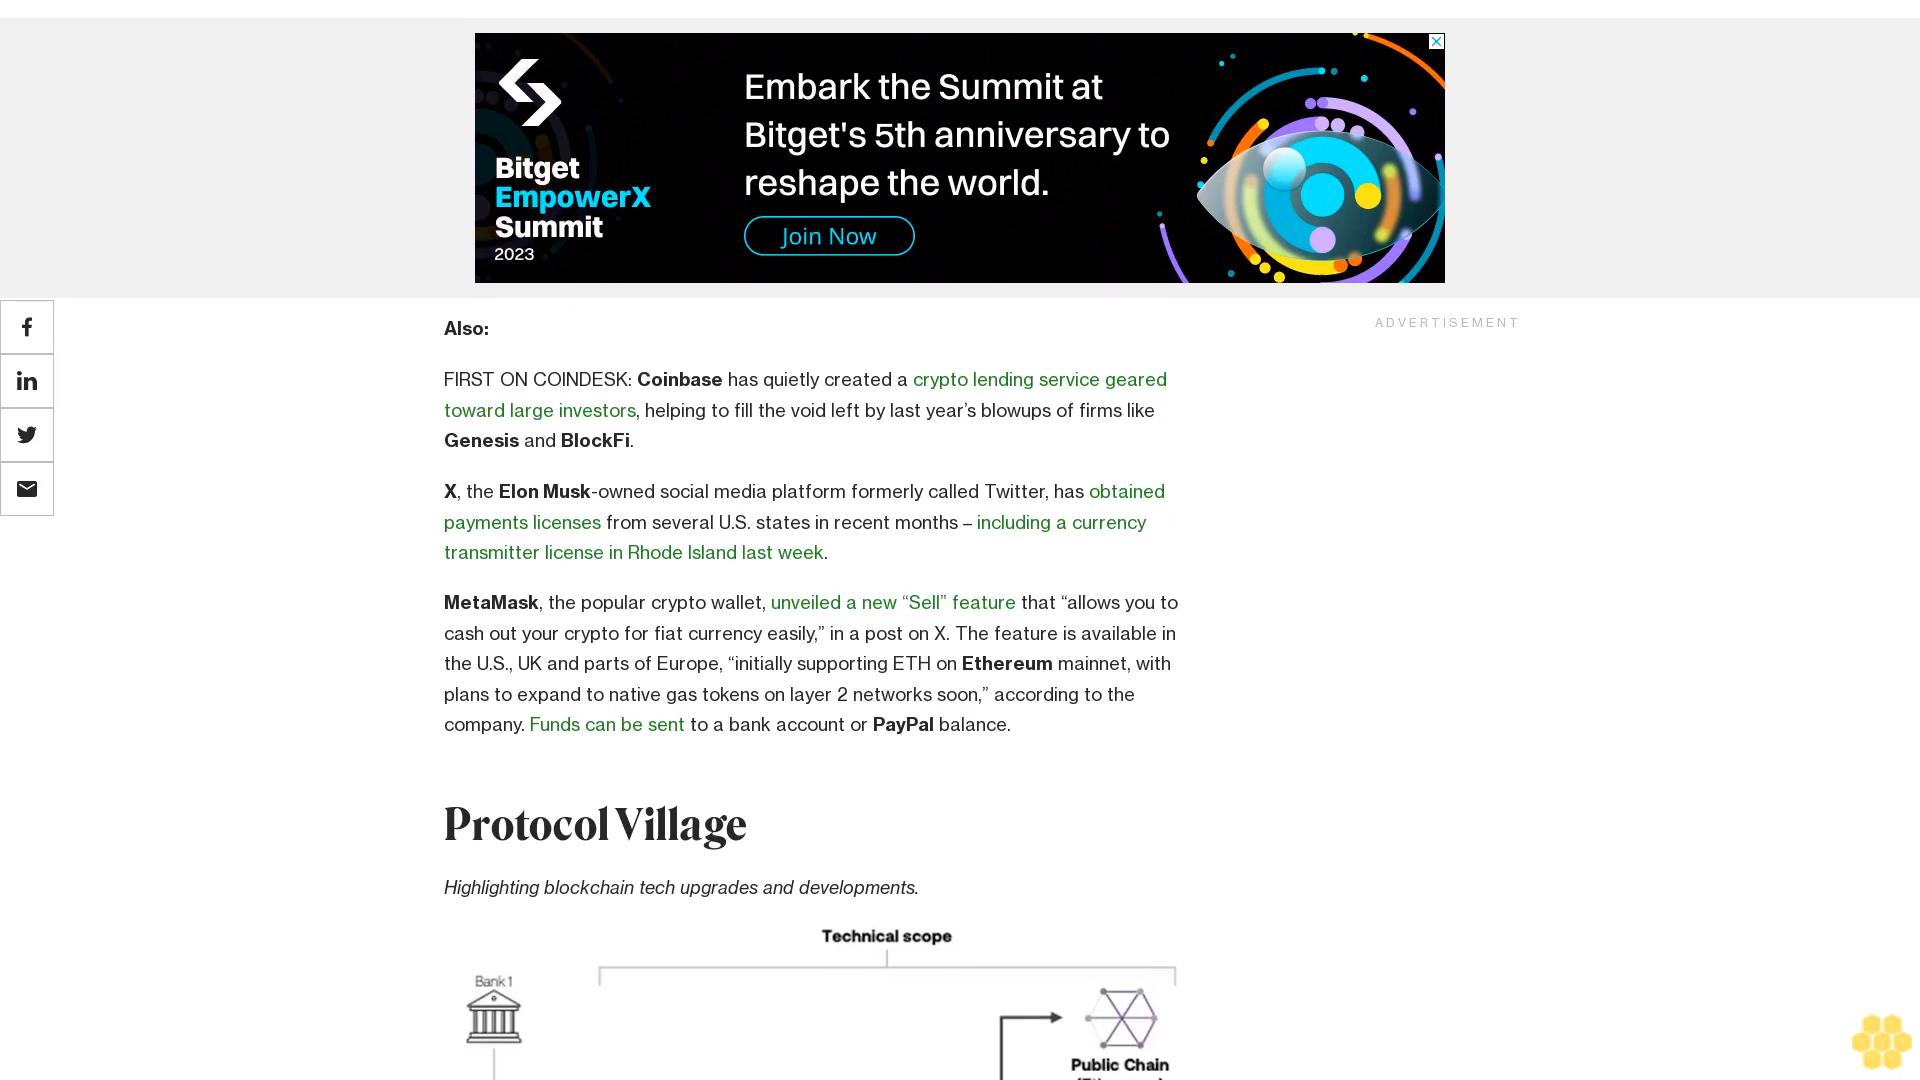 Embark the Summit at
Bitget's 5th anniversary to
reshape the world.
Bitget
EmpowerX
Summit
2023
Join Now
ADVERTISEMENT
Also:
FIRST ON COINDESK: Coinbase has quietly created a crypto lending service geared
toward large investors, helping to fill the void left by last year’s blowups of firms like
Genesis and BlockFi.
X, the Elon Musk-owned social media platform formerly called Twitter, has obtained
payments licenses from several U.S. states in recent months – including a currency
transmitter license in Rhode Island last week.
MetaMask, the popular crypto wallet, unveiled a new “Sell” feature that “allows you to
cash out your crypto for fiat currency easily,” in a post on X. The feature is available in
the U.S., UK and parts of Europe, “initially supporting ETH on Ethereum mainnet, with
plans to expand to native gas tokens on layer 2 networks soon,” according to the
company. Funds can be sent to a bank account or PayPal balance.
Protocol Village
Highlighting blockchain tech upgrades and developments.
Technical scope
Bank 1
Public Chain